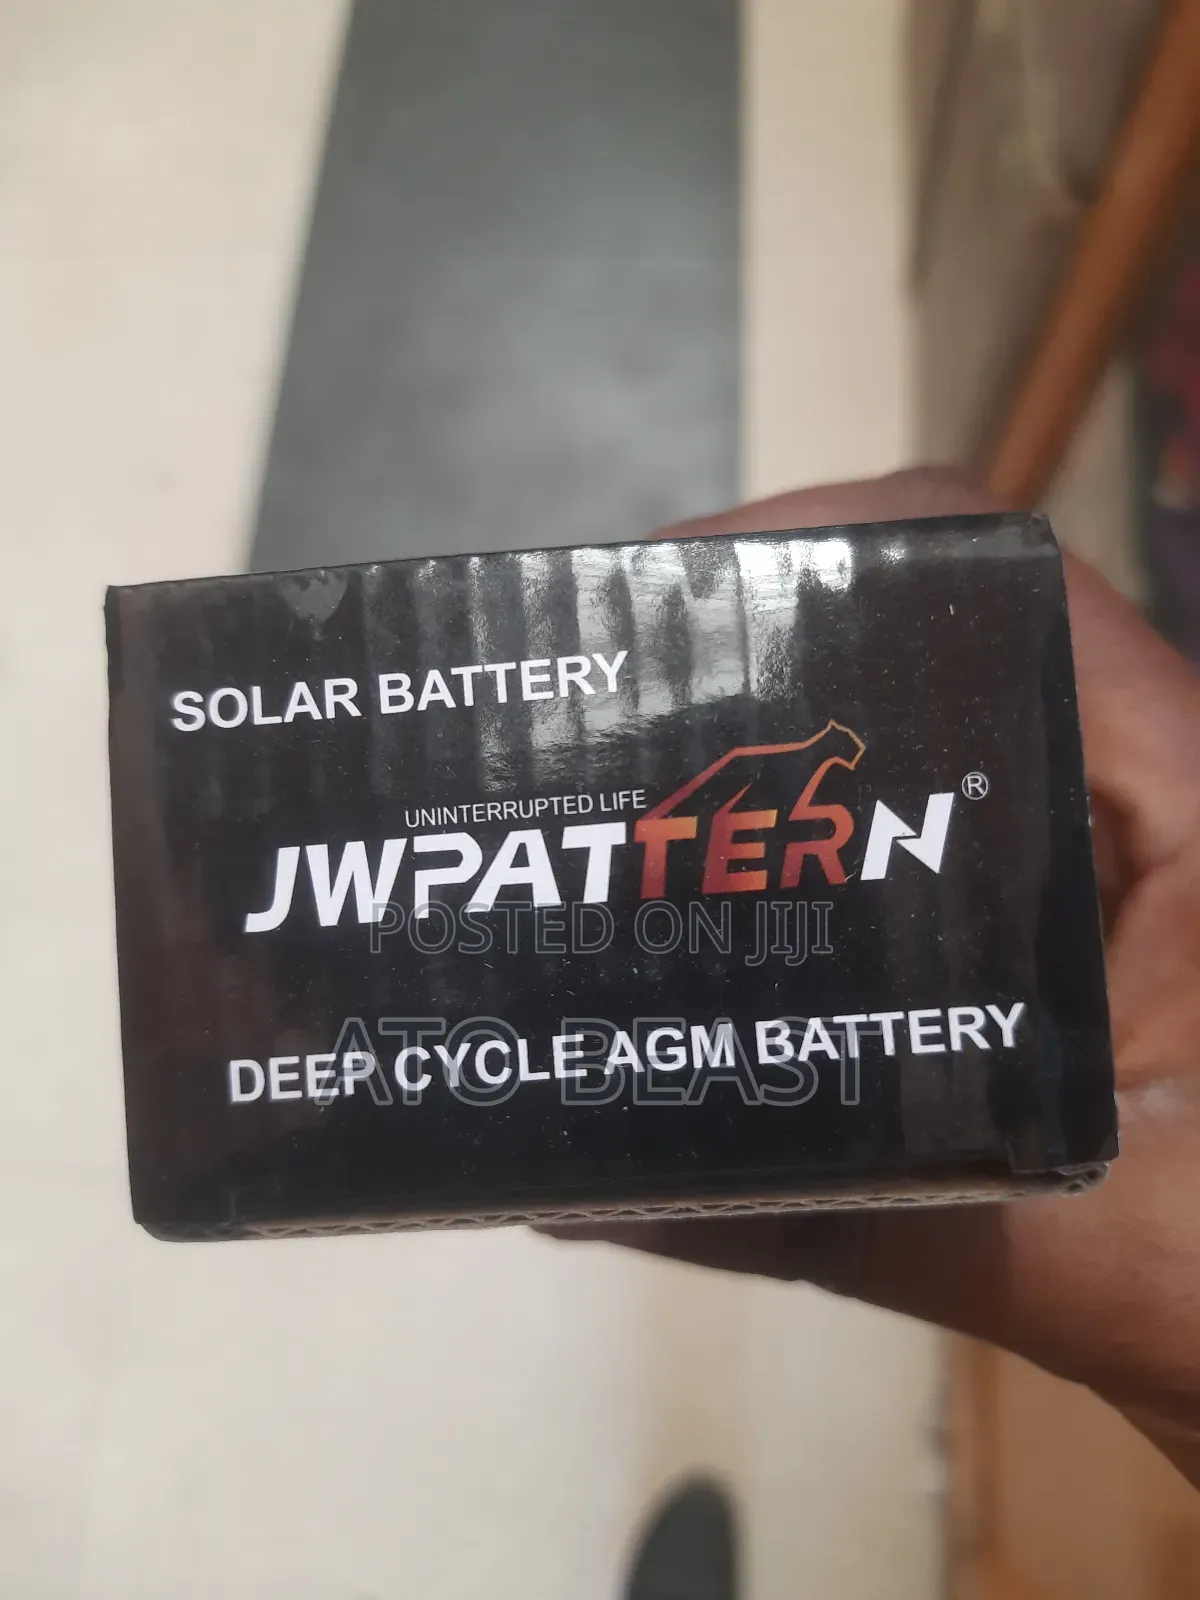 SOLAR BATTERY
UNINTERRUPTED LIFE
JWPATTERN®
POSTED ON JIJI
DEEP CYCLE AGM BATTERY
ATO BEAST